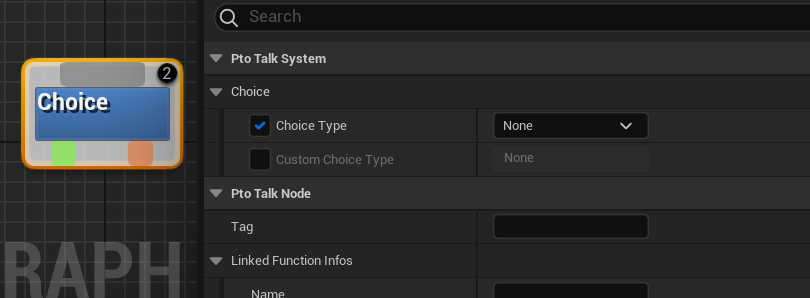 Search
Pto Talk System
2
Choice
Choice
Choice Type
None
Custom Choice Type
None
Pto Talk Node
Tag
Linked Function Infos
RAPH
Name